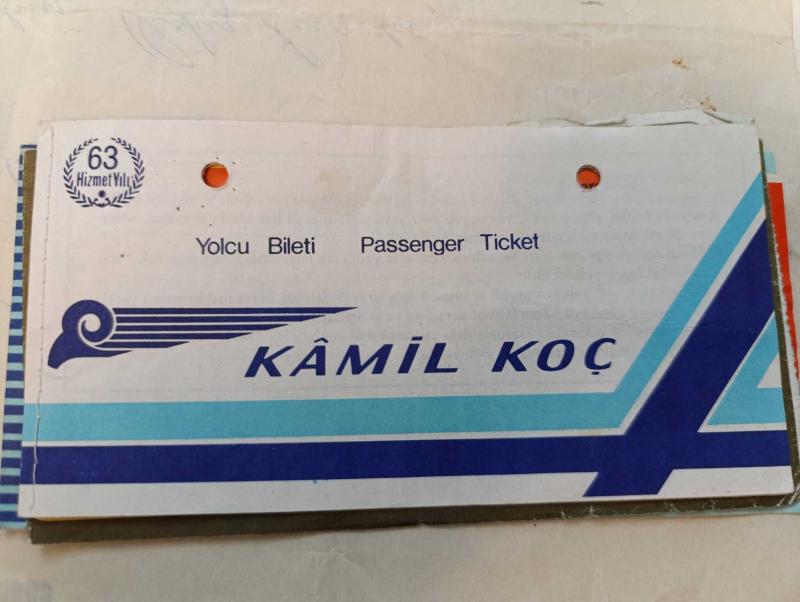 63
Hizmet Yılı
Yolcu Bileti Passenger Ticket
KÂMİL KOÇ